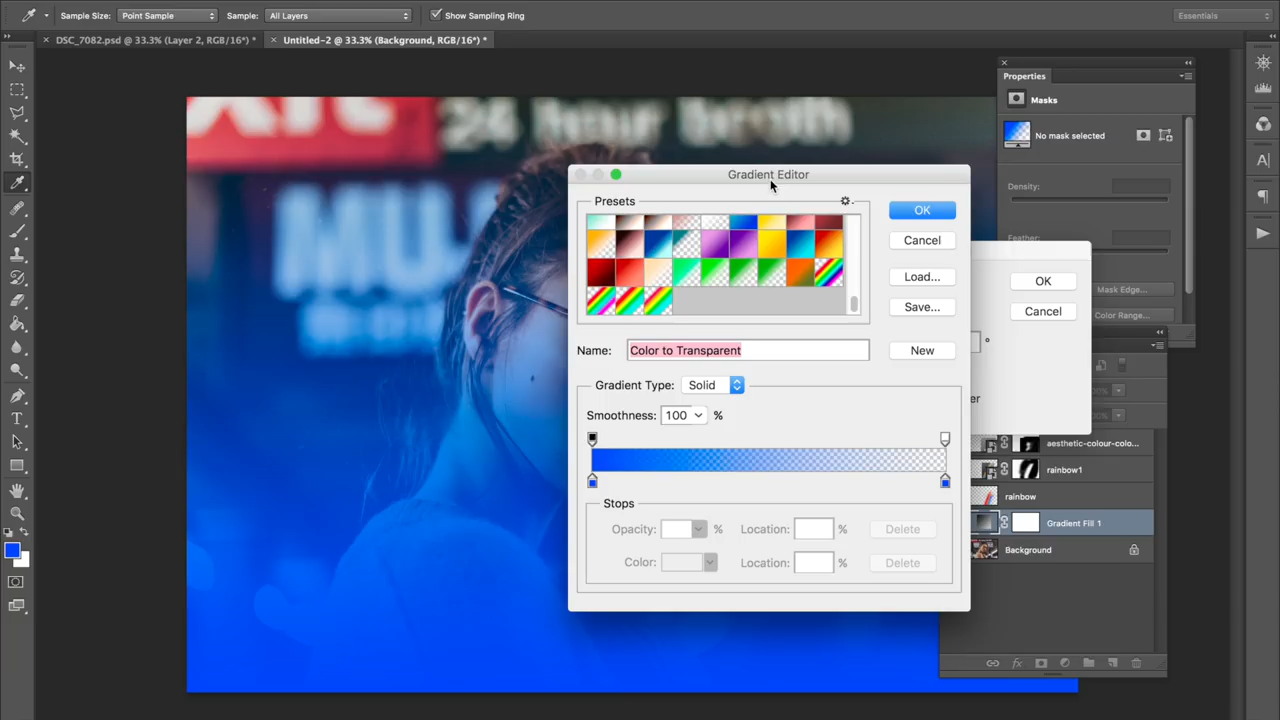 Sample Size: Point Sample Sample: All Layers Show Sampling Ring Essentials
DSC_7082.psd @ 33.3% (Layer 2, RGB/16*) * Untitled-2 @ 33.3% (Background, RGB/16*) *
Properties
Masks
No mask selected
Density:
Feather:
Mask Edge...
Color Range...
24 hour
Gradient Editor
Presets
OK
Cancel
Load...
Save...
Name: Color to Transparent New
Gradient Type: Solid
Smoothness: 100 %
Stops
Opacity: % Location: % Delete
Color: Location: % Delete
OK
Cancel
°
er
aesthetic-colour-colo...
rainbow1
rainbow
Gradient Fill 1
Background